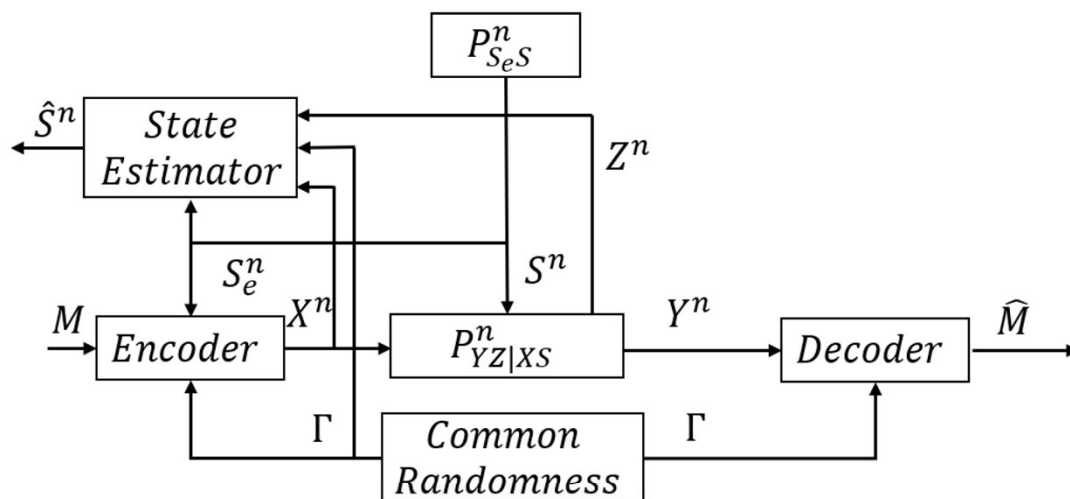 P^n_{S_eS}
Ŝ^n
State
Estimator
Z^n
S_e^n
S^n
M
Encoder
X^n
P^n_{YZ|XS}
Y^n
Decoder
M̂
Γ
Common
Randomness
Γ